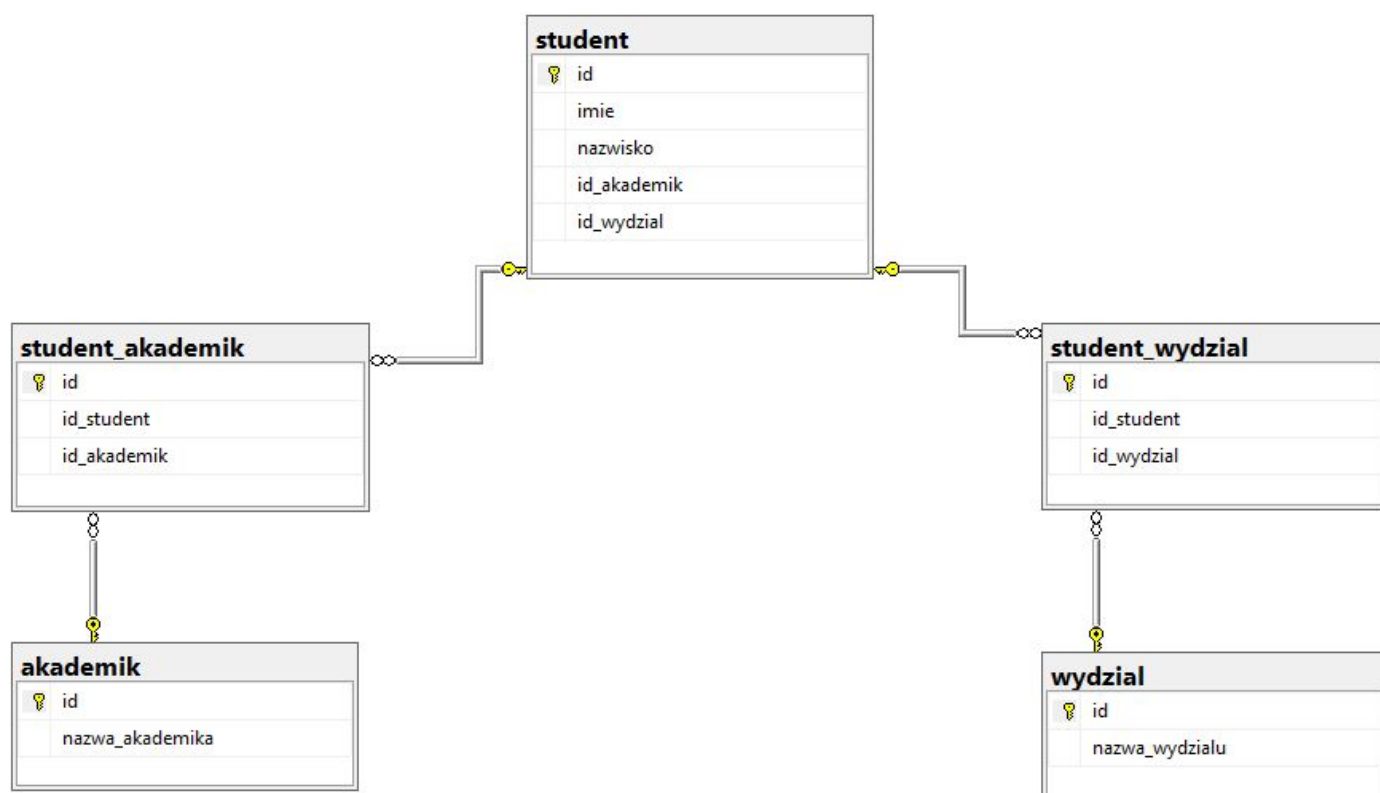 student
id
imie
nazwisko
id_akademik
id_wydzial
student_akademik
id
id_student
id_akademik
student_wydzial
id
id_student
id_wydzial
akademik
id
nazwa_akademika
wydzial
id
nazwa_wydzialu